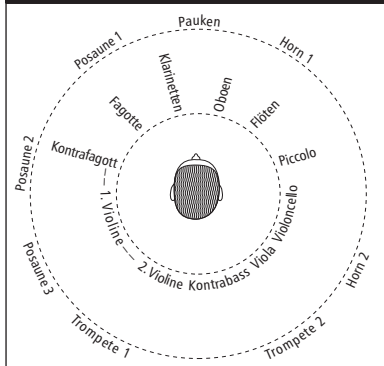 Pauken
Horn 1
Horn 2
Trompete 2
Trompete 1
Posaune 3
Posaune 2
Posaune 1
Klarinetten
Oboen
Flöten
Piccolo
Violoncello
Viola
Kontrabass
2. Violine
1. Violine
Kontrafagott
Fagotte